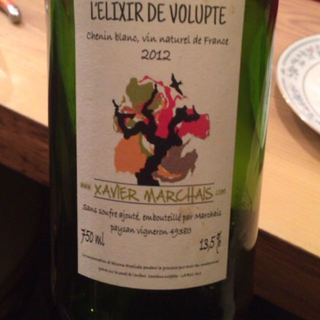 L'ELIXIR DE VOLUPTE
Chenin blanc, vin naturel de France
2012
www.XAVIER MARCHAIS.com
Sans soufre ajouté, embouteillé par Marchais
paysan vigneron 49380
750 ml 13,5 %